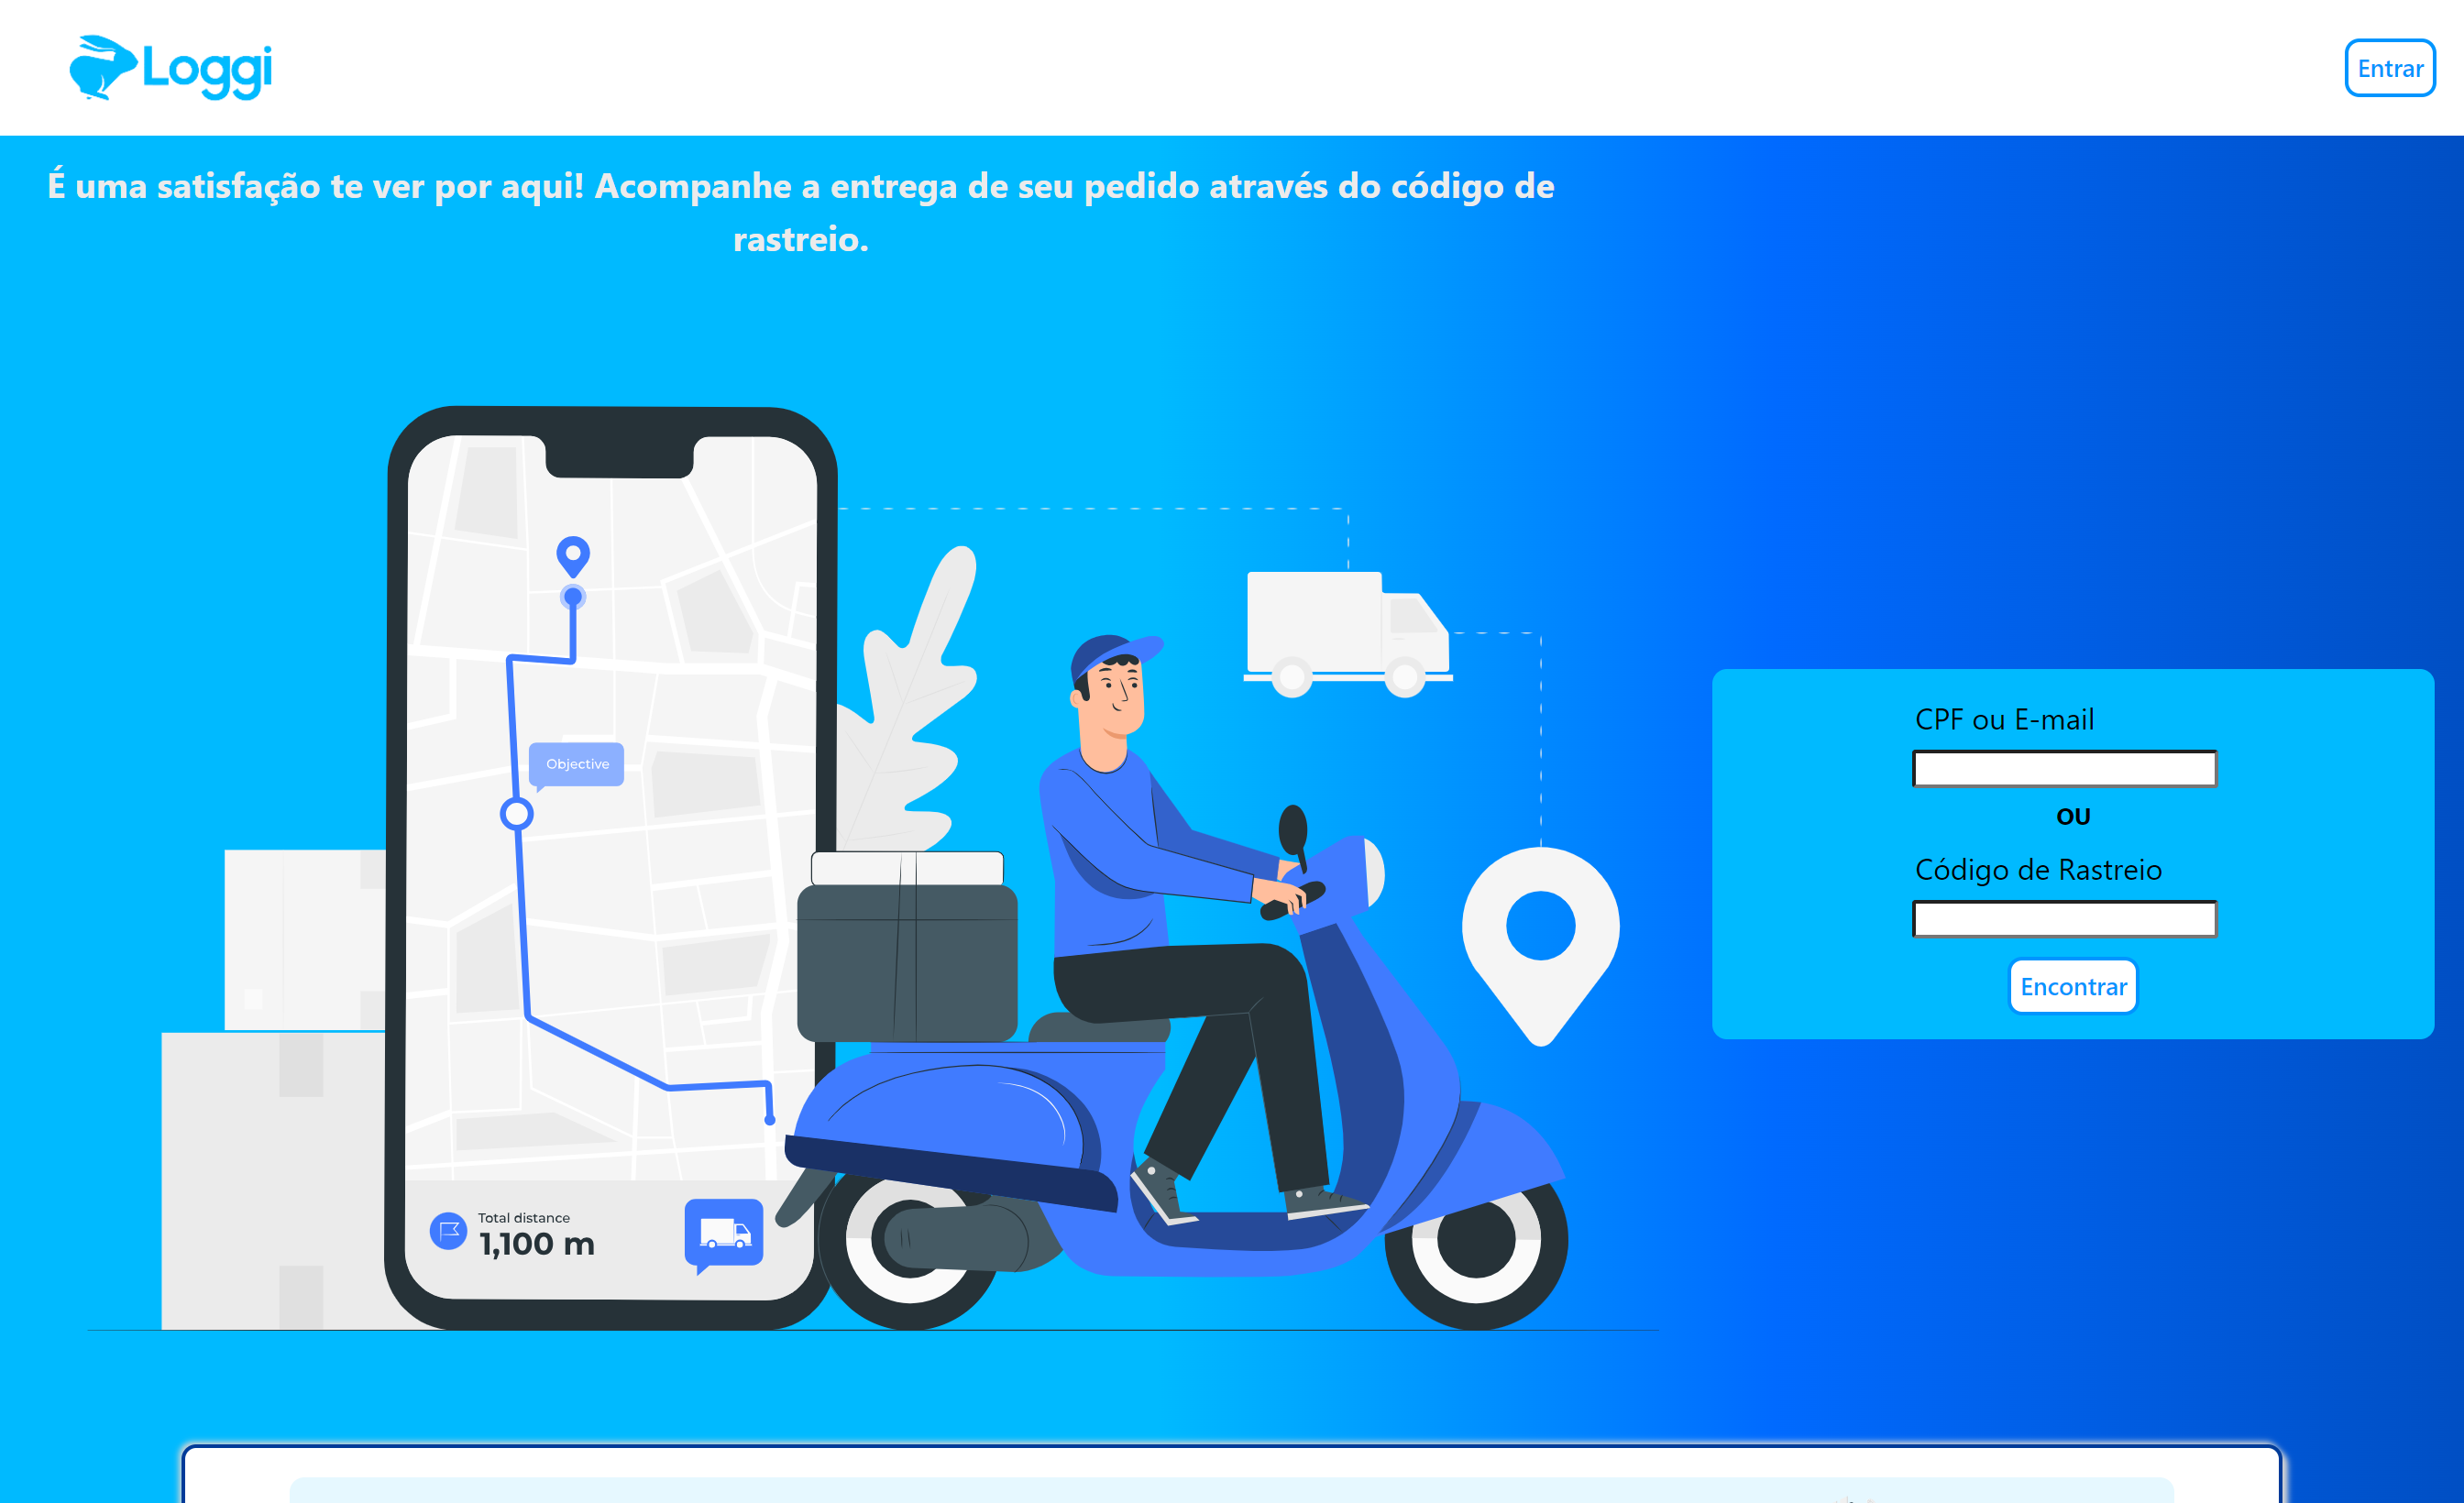 Loggi
Entrar
É uma satisfação te ver por aqui! Acompanhe a entrega de seu pedido através do código de
rastreio.
Objective
Total distance
1,100 m
CPF ou E-mail
OU
Código de Rastreio
Encontrar